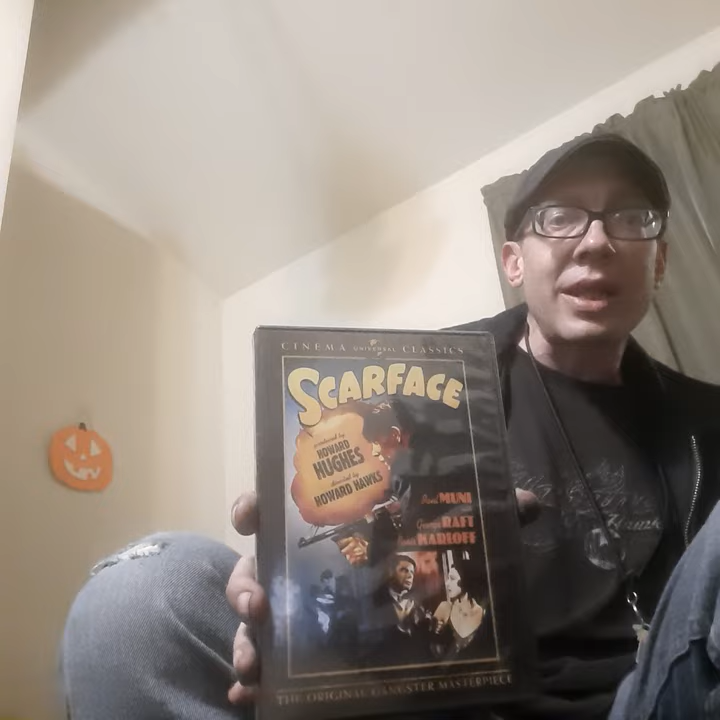 CINEMA UNIVERSAL CLASSICS
SCARFACE
produced by
HOWARD
HUGHES
directed by
HOWARD HAWKS
Paul MUNI
George RAFT
Boris KARLOFF
THE ORIGINAL GANGSTER MASTERPIECE